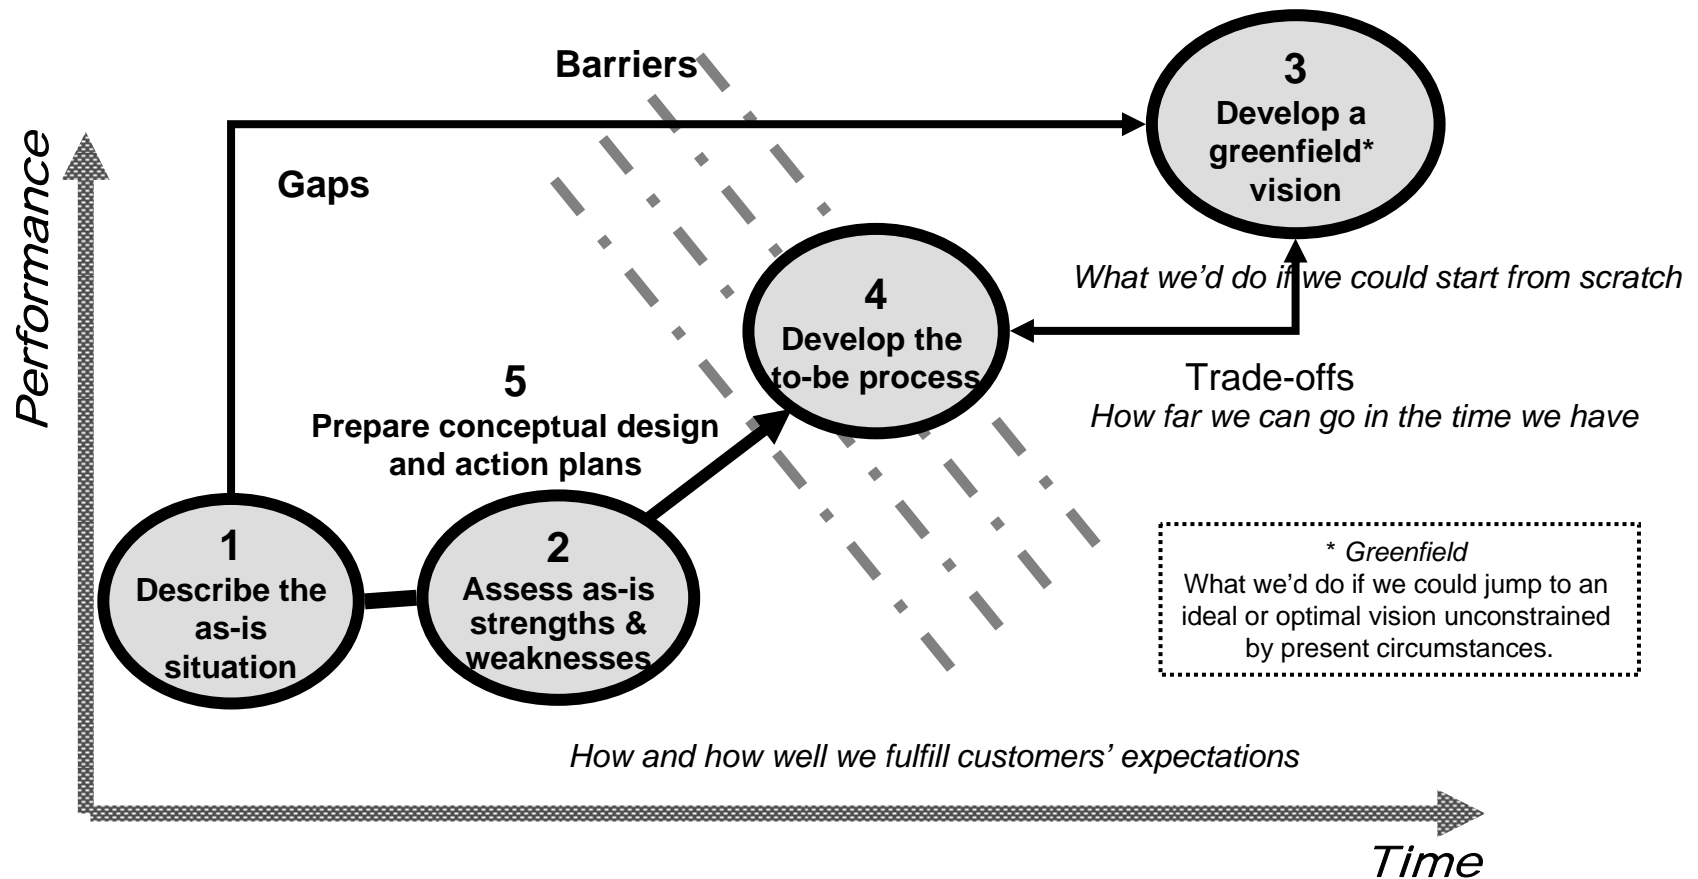 Barriers
3
Develop a
greenfield*
vision
Performance
Gaps
What we'd do if we could start from scratch
4
Develop the
to-be process
Trade-offs
How far we can go in the time we have
5
Prepare conceptual design
and action plans
1
Describe the
as-is
situation
2
Assess as-is
strengths &
weaknesses
* Greenfield
What we'd do if we could jump to an
ideal or optimal vision unconstrained
by present circumstances.
How and how well we fulfill customers' expectations
Time